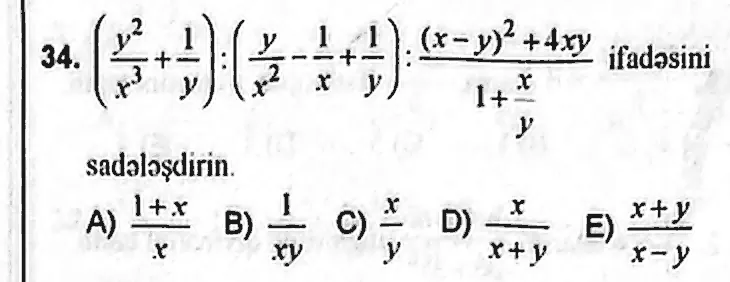 34. (y²/x³ + 1/y) : (y/x² − 1/x + 1/y) : ((x − y)² + 4xy)/(1 + x/y) ifadəsini
sadələşdirin.
A) (1 + x)/x B) 1/(xy) C) x/y D) x/(x + y) E) (x + y)/(x − y)